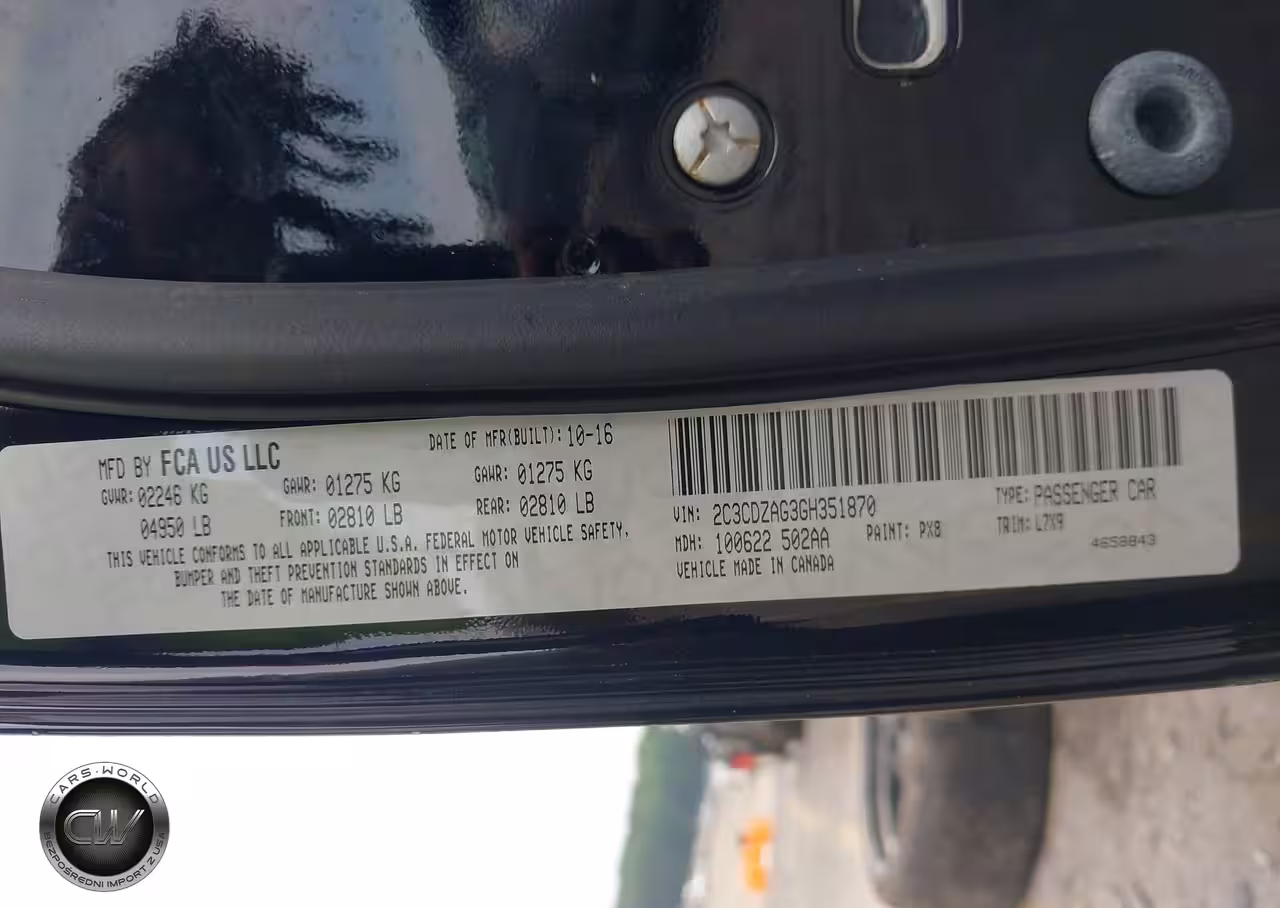 MFD BY FCA US LLC
DATE OF MFR(BUILT): 10-16
GVWR: 02246 KG
04950 LB
GAWR: 01275 KG
FRONT: 02810 LB
GAWR: 01275 KG
REAR: 02810 LB
THIS VEHICLE CONFORMS TO ALL APPLICABLE U.S.A. FEDERAL MOTOR VEHICLE SAFETY,
BUMPER AND THEFT PREVENTION STANDARDS IN EFFECT ON
THE DATE OF MANUFACTURE SHOWN ABOVE.
VIN: 2C3CDZAG3GH351870
TYPE: PASSENGER CAR
MDH: 100622 502AA
PAINT: PX8
TRIM: L7X9
VEHICLE MADE IN CANADA
4658843
CARS-WORLD
CW
BEZPOŚREDNI IMPORT Z USA